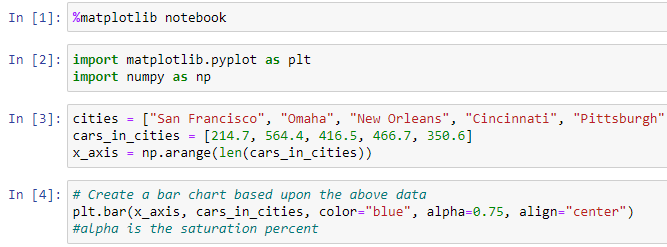 In [1]: %matplotlib notebook
In [2]: import matplotlib.pyplot as plt
import numpy as np
In [3]: cities = ["San Francisco", "Omaha", "New Orleans", "Cincinnati", "Pittsburgh"
cars_in_cities = [214.7, 564.4, 416.5, 466.7, 350.6]
x_axis = np.arange(len(cars_in_cities))
In [4]: # Create a bar chart based upon the above data
plt.bar(x_axis, cars_in_cities, color="blue", alpha=0.75, align="center")
#alpha is the saturation percent